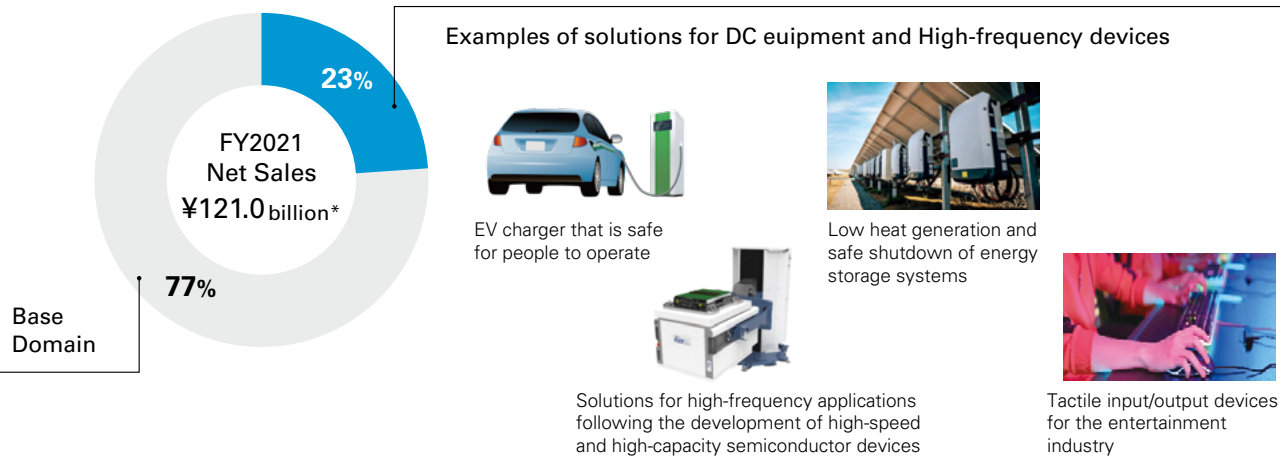 Examples of solutions for DC euipment and High-frequency devices
23%
FY2021
Net Sales
¥121.0 billion*
77%
Base
Domain
EV charger that is safe
for people to operate
Low heat generation and
safe shutdown of energy
storage systems
Solutions for high-frequency applications
following the development of high-speed
and high-capacity semiconductor devices
Tactile input/output devices
for the entertainment
industry